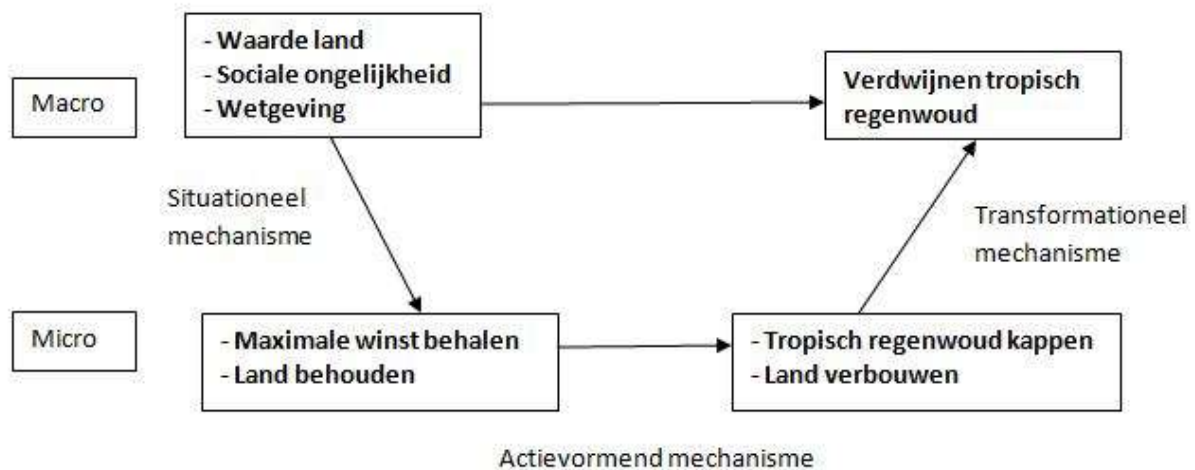 Macro
- Waarde land
- Sociale ongelijkheid
- Wetgeving
Verdwijnen tropisch
regenwoud
Situationeel
mechanisme
Transformationeel
mechanisme
Micro
- Maximale winst behalen
- Land behouden
- Tropisch regenwoud kappen
- Land verbouwen
Actievormend mechanisme